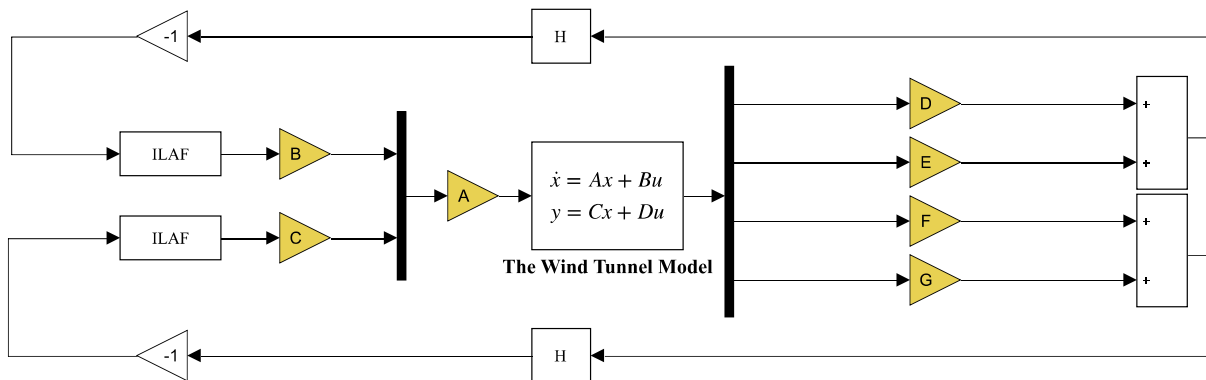 -1
H
D
E
F
G
+
+
+
+
ILAF
B
A
ẋ = Ax + Bu
y = Cx + Du
ILAF
C
The Wind Tunnel Model
-1
H